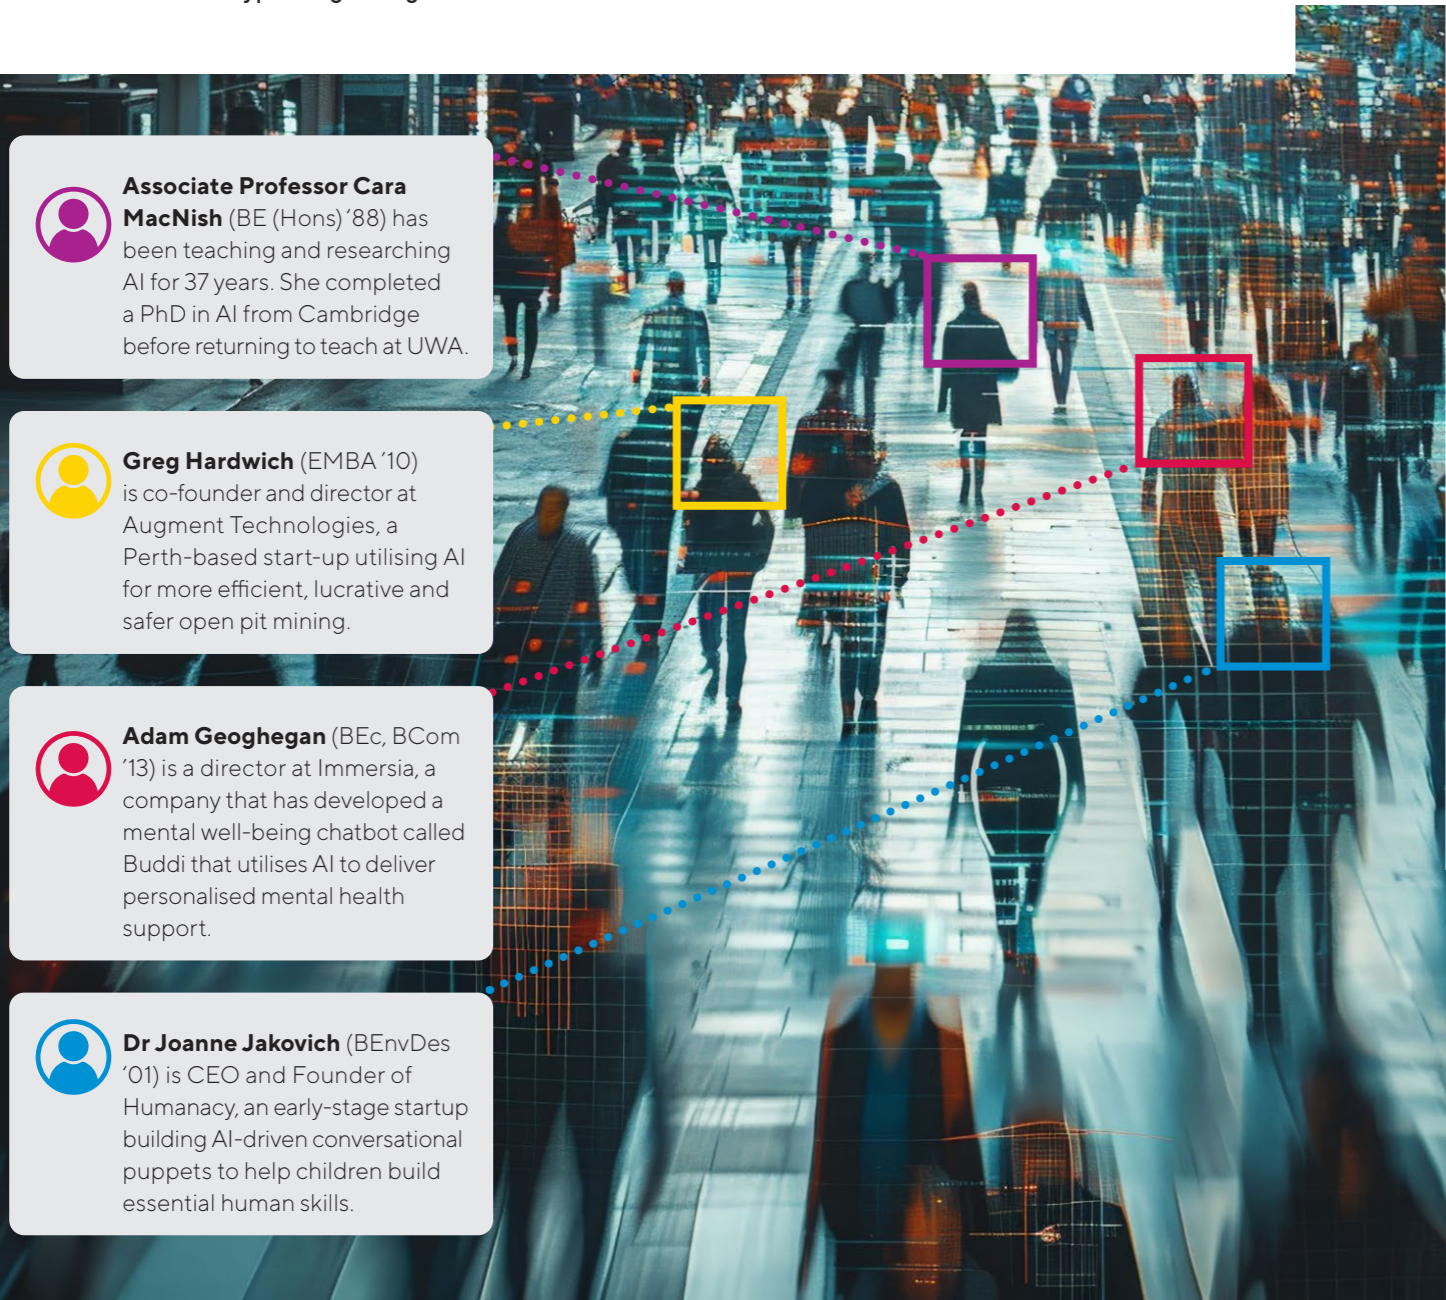 Associate Professor Cara
MacNish (BE (Hons) ’88) has
been teaching and researching
AI for 37 years. She completed
a PhD in AI from Cambridge
before returning to teach at UWA.
Greg Hardwich (EMBA ’10)
is co-founder and director at
Augment Technologies, a
Perth-based start-up utilising AI
for more efficient, lucrative and
safer open pit mining.
Adam Geoghegan (BEc, BCom
’13) is a director at Immersia, a
company that has developed a
mental well-being chatbot called
Buddi that utilises AI to deliver
personalised mental health
support.
Dr Joanne Jakovich (BEnvDes
’01) is CEO and Founder of
Humanacy, an early-stage startup
building AI-driven conversational
puppets to help children build
essential human skills.